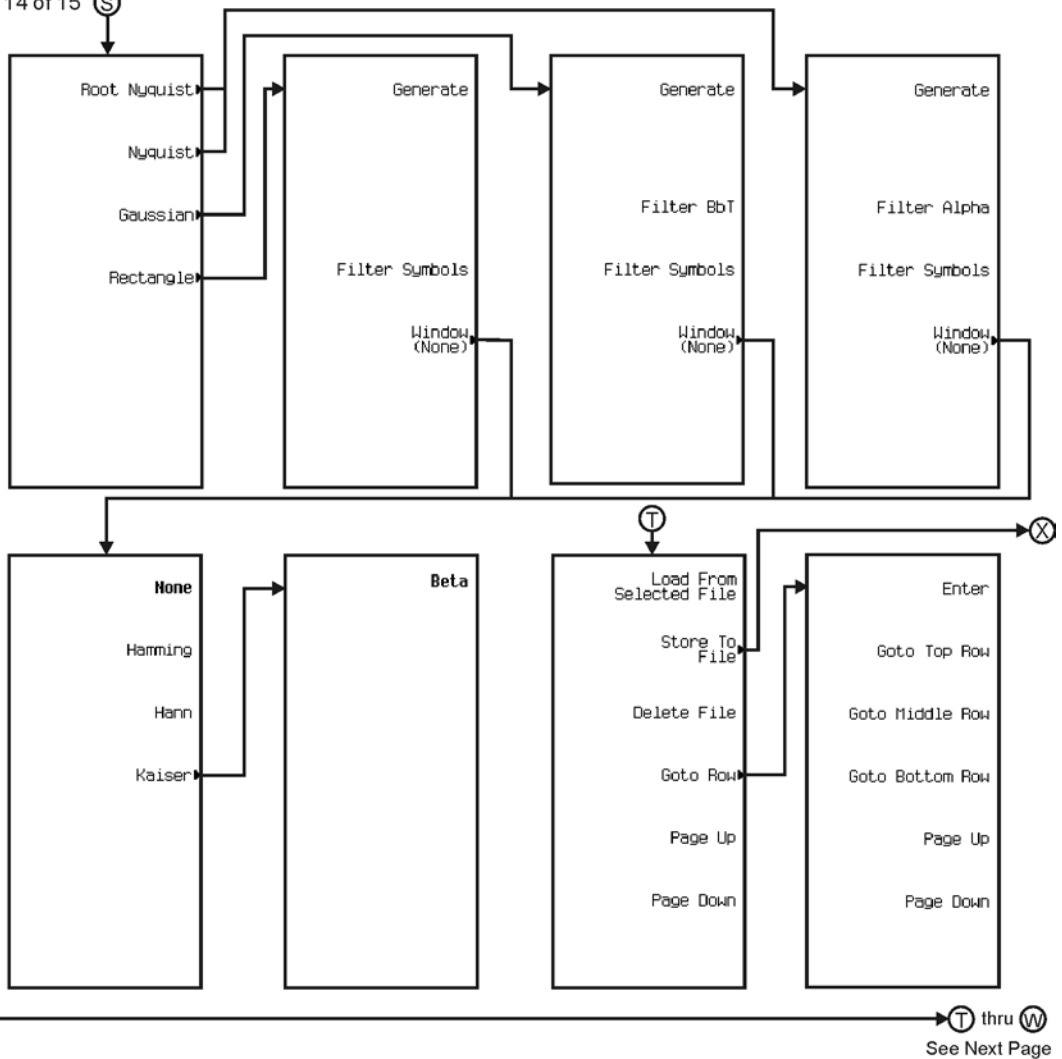 14 of 15 S
Root Nyquist
Nyquist
Gaussian
Rectangle
Generate
Filter Symbols
Window
(None)
Generate
Filter BbT
Filter Symbols
Window
(None)
Generate
Filter Alpha
Filter Symbols
Window
(None)
None
Hamming
Hann
Kaiser
Beta
T
Load From
Selected File
Store To
File
Delete File
Goto Row
Page Up
Page Down
X
Enter
Goto Top Row
Goto Middle Row
Goto Bottom Row
Page Up
Page Down
T thru W
See Next Page